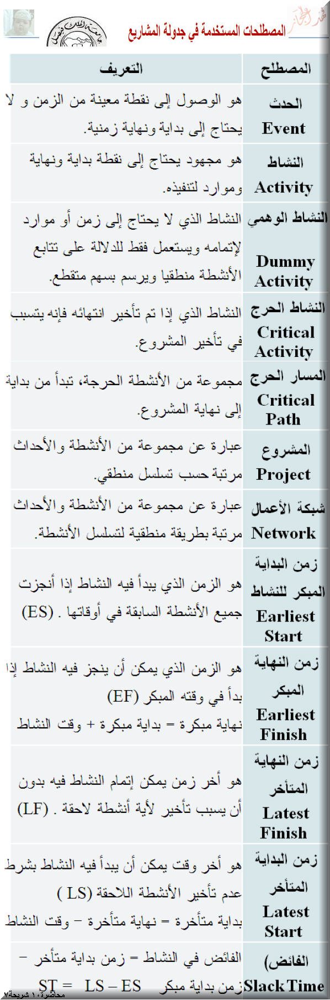 فهد الحجازي
جامعة الملك فيصل
المصطلحات المستخدمة في جدولة المشاريع
المصطلح
التعريف
الحدث
Event
هو الوصول إلى نقطة معينة من الزمن و لا
يحتاج إلى بداية ونهاية زمنية.
النشاط
Activity
هو مجهود يحتاج إلى نقطة بداية ونهاية
وموارد لتنفيذه.
النشاط الوهمي
Dummy
Activity
النشاط الذي لا يحتاج إلى زمن أو موارد
لإتمامه ويستعمل فقط للدلالة على تتابع
الأنشطة منطقيا ويرسم بسهم متقطع.
النشاط الحرج
Critical
Activity
النشاط الذي إذا تم تأخير انتهائه فإنه يتسبب
في تأخير المشروع.
المسار الحرج
Critical
Path
مجموعة من الأنشطة الحرجة، تبدأ من بداية
إلى نهاية المشروع.
المشروع
Project
عبارة عن مجموعة من الأنشطة والأحداث
مرتبة حسب تسلسل منطقي.
شبكة الأعمال
Network
عبارة عن مجموعة من الأنشطة والأحداث
مرتبة بطريقة منطقية لتسلسل الأنشطة.
زمن البداية
المبكر للنشاط
Earliest
Start
هو الزمن الذي يبدأ فيه النشاط إذا أنجزت
جميع الأنشطة السابقة في أوقاتها . (ES)
زمن النهاية
المبكر
Earliest
Finish
هو الزمن الذي يمكن أن ينجز فيه النشاط إذا
بدأ في وقته المبكر (EF)
نهاية مبكرة = بداية مبكرة + وقت النشاط
زمن النهاية
المتأخر
Latest
Finish
هو أخر زمن يمكن إتمام النشاط فيه بدون
أن يسبب تأخير لأية أنشطة لاحقة . (LF)
زمن البداية
المتأخر
Latest
Start
هو أخر وقت يمكن أن يبدأ فيه النشاط بشرط
عدم تأخير الأنشطة اللاحقة (LS )
بداية متأخرة = نهاية متأخرة – وقت النشاط
الفائض)
Slack Time
الفائض في النشاط = زمن بداية متأخر –
زمن بداية مبكر ST = LS – ES
محاضرة١٠ شريحة٧